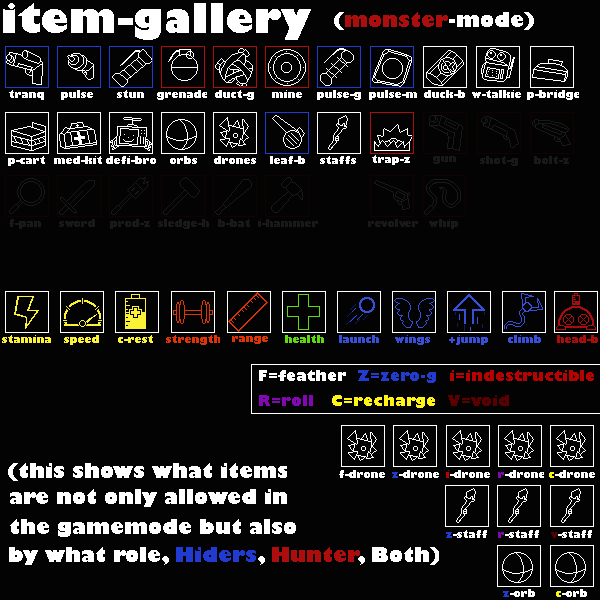 item-gallery (monster-mode)
tranq pulse stun grenade duct-g mine pulse-g pulse-m duck-b w-talkie p-bridge
p-cart med-kit defi-bro orbs drones leaf-b staffs trap-z gun shot-g bolt-z
f-pan sword prod-z sledge-h b-bat i-hammer revolver whip
stamina speed c-rest strength range health launch wings +jump climb head-b
F=feather Z=zero-g i=indestructible
R=roll C=recharge V=void
f-drone z-drone i-drone r-drone c-drone
(this shows what items
are not only allowed in
the gamemode but also
by what role, Hiders, Hunter, Both)
z-staff r-staff v-staff
z-orb c-orb